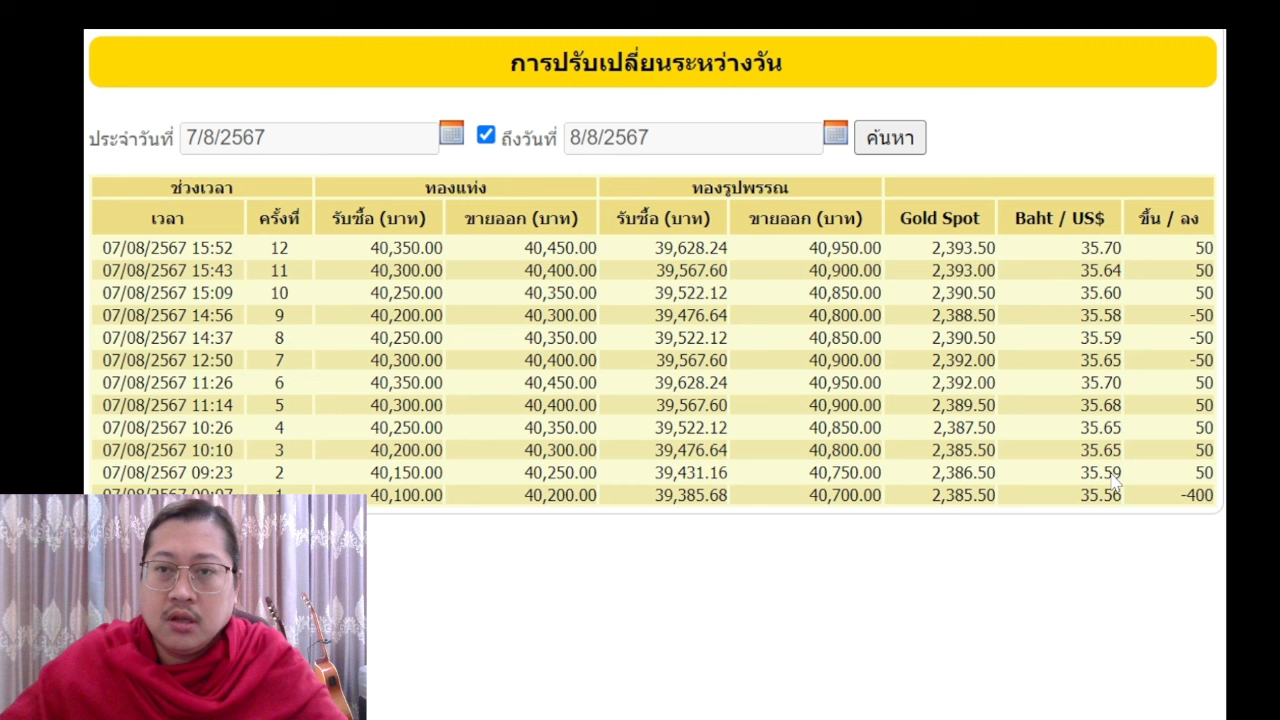 การปรับเปลี่ยนระหว่างวัน
ประจำวันที่ 7/8/2567 ถึงวันที่ 8/8/2567 ค้นหา
ช่วงเวลา ทองแท่ง ทองรูปพรรณ
เวลา ครั้งที่ รับซื้อ (บาท) ขายออก (บาท) รับซื้อ (บาท) ขายออก (บาท) Gold Spot Baht / US$ ขึ้น / ลง
07/08/2567 15:52 12 40,350.00 40,450.00 39,628.24 40,950.00 2,393.50 35.70 50
07/08/2567 15:43 11 40,300.00 40,400.00 39,567.60 40,900.00 2,393.00 35.64 50
07/08/2567 15:09 10 40,250.00 40,350.00 39,522.12 40,850.00 2,390.50 35.60 50
07/08/2567 14:56 9 40,200.00 40,300.00 39,476.64 40,800.00 2,388.50 35.58 -50
07/08/2567 14:37 8 40,250.00 40,350.00 39,522.12 40,850.00 2,390.50 35.59 -50
07/08/2567 12:50 7 40,300.00 40,400.00 39,567.60 40,900.00 2,392.00 35.65 -50
07/08/2567 11:26 6 40,350.00 40,450.00 39,628.24 40,950.00 2,392.00 35.70 50
07/08/2567 11:14 5 40,300.00 40,400.00 39,567.60 40,900.00 2,389.50 35.68 50
07/08/2567 10:26 4 40,250.00 40,350.00 39,522.12 40,850.00 2,387.50 35.65 50
07/08/2567 10:10 3 40,200.00 40,300.00 39,476.64 40,800.00 2,385.50 35.65 50
07/08/2567 09:23 2 40,150.00 40,250.00 39,431.16 40,750.00 2,386.50 35.59 50
40,100.00 40,200.00 39,385.68 40,700.00 2,385.50 35.56 -400